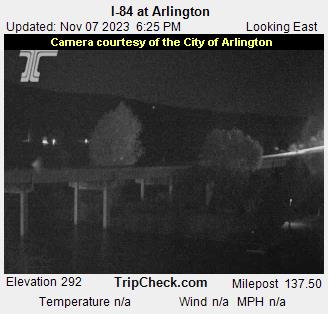 I-84 at Arlington
Updated: Nov 07 2023 6:25 PM Looking East
Camera courtesy of the City of Arlington
Elevation 292 TripCheck.com Milepost 137.50
Temperature n/a Wind n/a MPH n/a